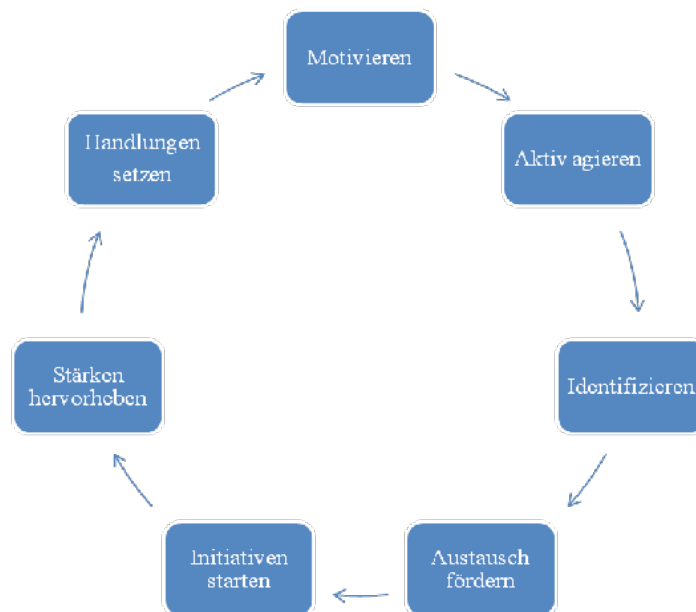 Motivieren
Aktiv agieren
Identifizieren
Austausch
fördern
Initiativen
starten
Stärken
hervorheben
Handlungen
setzen